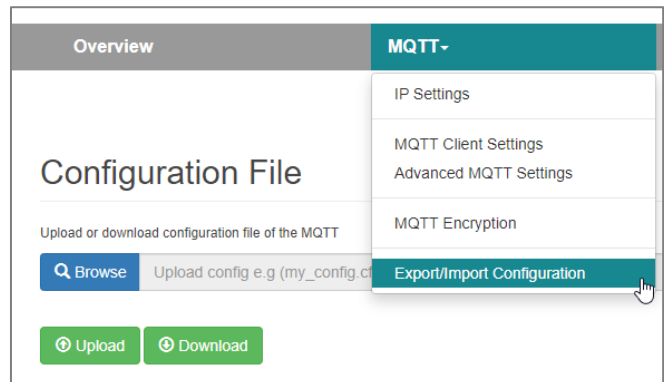 Overview
MQTT
IP Settings
MQTT Client Settings
Advanced MQTT Settings
MQTT Encryption
Export/Import Configuration
Configuration File
Upload or download configuration file of the MQTT
Browse
Upload config e.g (my_config.cf
Upload
Download